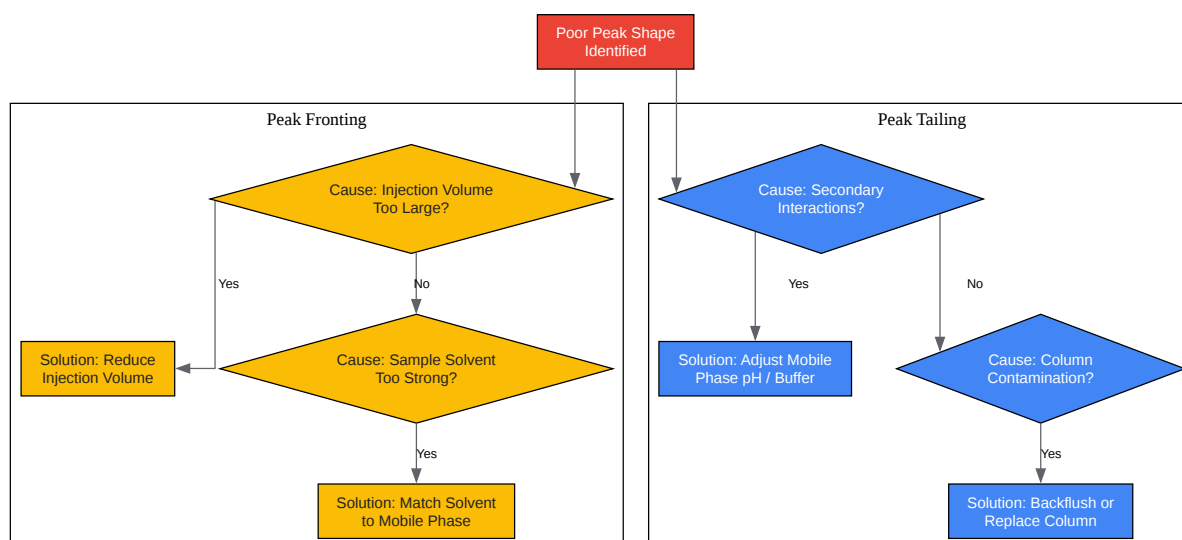 Poor Peak Shape
Identified
Peak Fronting
Cause: Injection Volume
Too Large?
Yes
No
Solution: Reduce
Injection Volume
Cause: Sample Solvent
Too Strong?
Yes
Solution: Match Solvent
to Mobile Phase
Peak Tailing
Cause: Secondary
Interactions?
Yes
No
Solution: Adjust Mobile
Phase pH / Buffer
Cause: Column
Contamination?
Yes
Solution: Backflush or
Replace Column